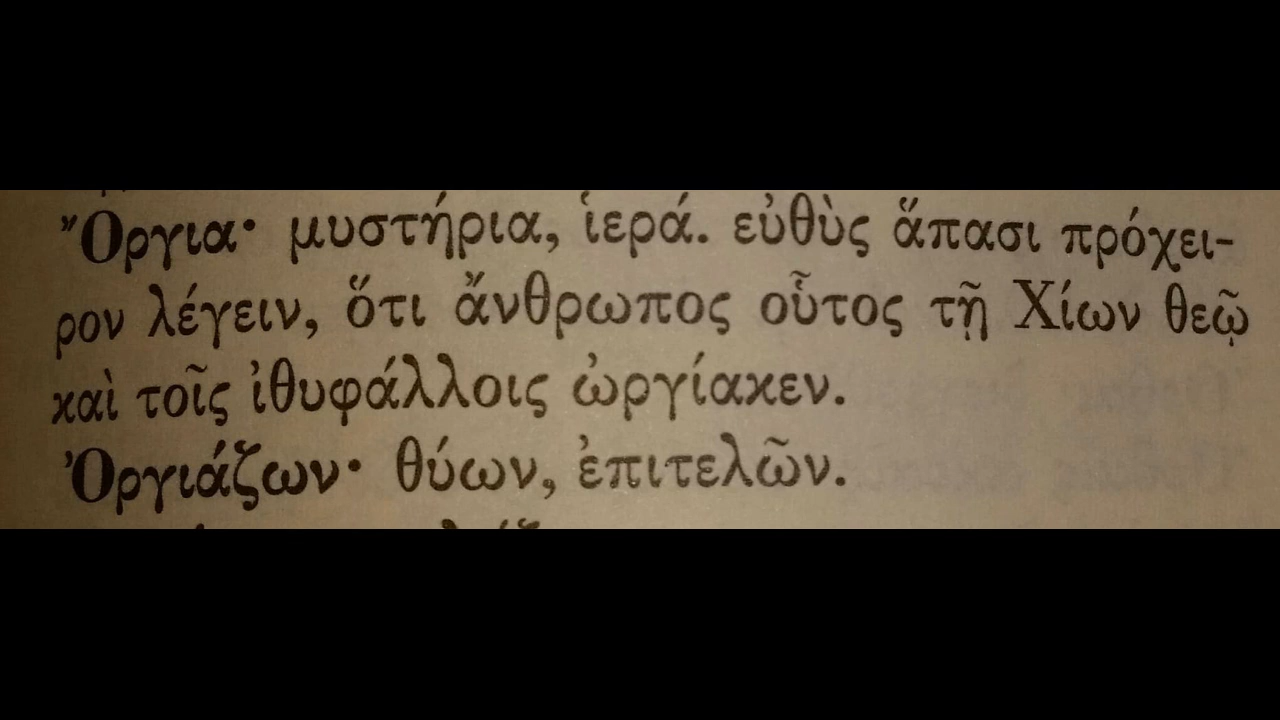 Ὄργια· μυστήρια, ἱερά. εὐθὺς ἅπασι πρόχει-
ρον λέγειν, ὅτι ἄνθρωπος οὗτος τῇ Χίων θεῷ
καὶ τοῖς ἰθυφάλλοις ὠργίακεν.
Ὀργιάζων· θύων, ἐπιτελῶν.